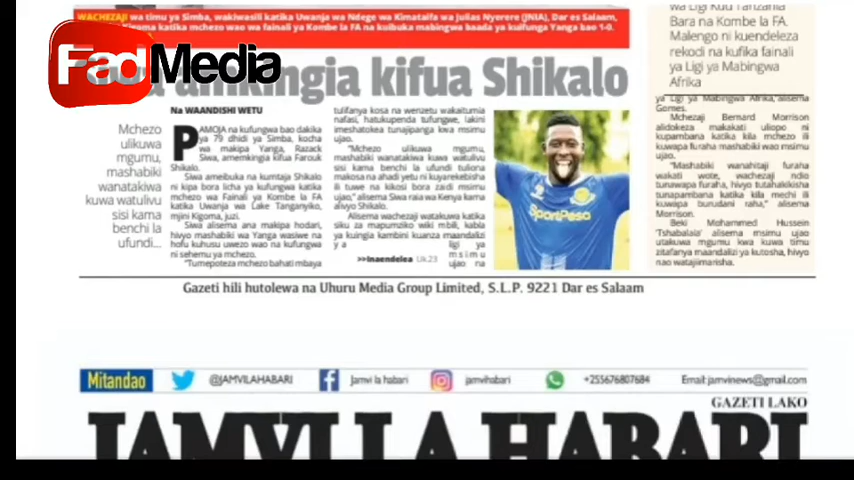 WACHEZAJI wa timu ya Simba, wakiwasili katika Uwanja wa Ndege wa Kimataifa wa Julius Nyerere (JNIA), Dar es Salaam,
Kigoma katika mchezo wao wa fainali ya Kombe la FA na kuibuka mabingwa baada ya kuifunga Yanga bao 1-0.
Fad Media
Siwa amkingia kifua Shikalo
Mchezo
ulikuwa
mgumu,
mashabiki
wanatakiwa
kuwa watulivu
sisi kama
benchi la
ufundi...
Na WAANDISHI WETU
PAMOJA na kufungwa bao dakika
ya 79 dhidi ya Simba, kocha
wa makipa Yanga, Razack
Siwa, amemkingia kifua Farouk
Shikalo.
Siwa ameibuka na kumtaja Shikalo
ni kipa bora licha ya kufungwa katika
mchezo wa Fainali ya Kombe la FA
katika Uwanja wa Lake Tanganyiko,
mjini Kigoma, juzi.
Siwa alisema ana makipa hodari,
hivyo mashabiki wa Yanga wasiwe na
hofu kuhusu uwezo wao na kufungwa
ni sehemu ya mchezo.
"Tumepoteza mchezo bahati mbaya
tulifanya kosa na wenzetu wakaitumia
nafasi, hatukupenda tufungwe, lakini
imeshatokea tunajipanga kwa msimu
ujao.
"Mchezo ulikuwa mgumu,
mashabiki wanatakiwa kuwa watulivu
sisi kama benchi la ufundi tuliona
makosa na ahadi yetu ni kuyarekebisha
ili tuwe na kikosi bora zaidi msimu
ujao," alisema Siwa raia wa Kenya kama
alivyo Shikalo.
Alisema wachezaji watakuwa katika
siku za mapumziko wiki mbili, kabla
ya kuingia kambini kuanza maandalizi
y a ligi ya
msimu
ujao na
>>Inaendelea Uk.23
SportPesa
wa Ligi Kuu Tanzania
Bara na Kombe la FA.
Malengo ni kuendeleza
rekodi na kufika fainali
ya Ligi ya Mabingwa
Afrika
ya Ligi ya Mabingwa Afrika,"alisema
Gomes.
Mchezaji Bernard Morrison
alidokeza makakati uliopo ni
kupambana katika kila mchezo ili
kuwapa furaha mashabiki wao msimu
ujao.
"Mashabiki wanahitaji furaha
wakati wote, wachezaji ndio
tunawapa furaha, hivyo tutahakikisha
tunapambana katika kila mechi ili
kuwapa burudani raha," alisema
Morrison.
Beki Mohammed Hussein
'Tshabalala' alisema msimu ujao
utakuwa mgumu kwa kuwa timu
zitafanya maandalizi ya kutosha, hivyo
nao watajiimarisha.
Gazeti hili hutolewa na Uhuru Media Group Limited, S.L.P. 9221 Dar es Salaam
Mitandao @JAMVILAHABARI Jamvi la habari jamvihabari +255676807684 Email: jamvinews@gmail.com
GAZETI LAKO
JAMVI LA HABARI